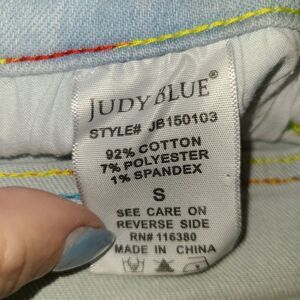 JUDY BLUE®
STYLE# JB150103
92% COTTON
7% POLYESTER
1% SPANDEX
S
SEE CARE ON
REVERSE SIDE
RN# 116380
MADE IN CHINA